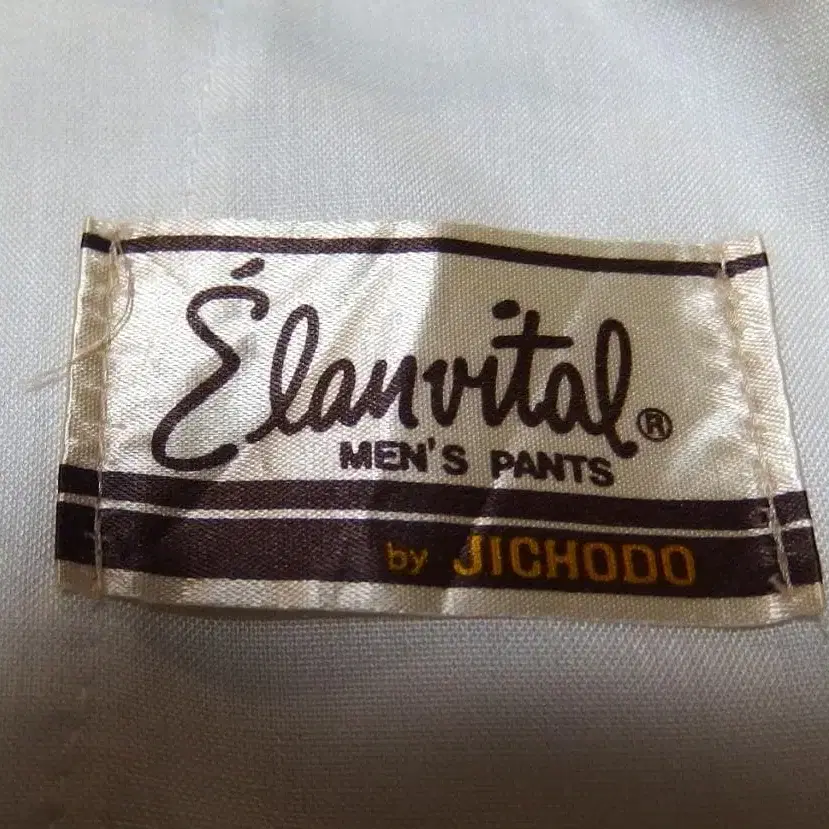 Élanvital®
MEN'S PANTS
by JICHODO